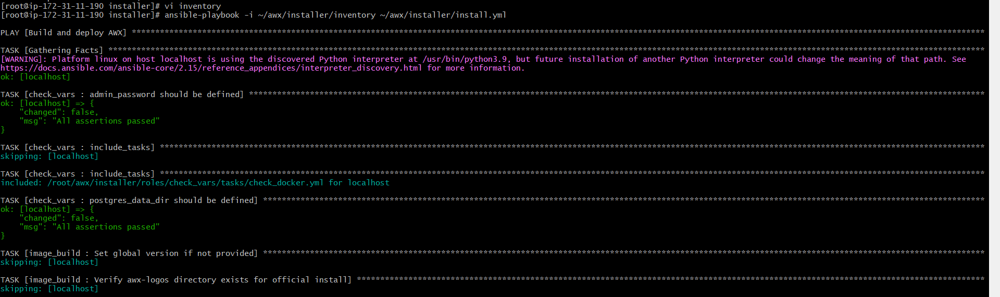 [root@ip-172-31-11-190 installer]# vi inventory
[root@ip-172-31-11-190 installer]# ansible-playbook -i ~/awx/installer/inventory ~/awx/installer/install.yml
PLAY [Build and deploy AWX] **************************************************************************************************************************************************************************************
TASK [Gathering Facts] *******************************************************************************************************************************************************************************************
[WARNING]: Platform linux on host localhost is using the discovered Python interpreter at /usr/bin/python3.9, but future installation of another Python interpreter could change the meaning of that path. See
https://docs.ansible.com/ansible-core/2.15/reference_appendices/interpreter_discovery.html for more information.
ok: [localhost]
TASK [check_vars : admin_password should be defined] *************************************************************************************************************************************************************
ok: [localhost] => {
    "changed": false,
    "msg": "All assertions passed"
}
TASK [check_vars : include_tasks] ********************************************************************************************************************************************************************************
skipping: [localhost]
TASK [check_vars : include_tasks] ********************************************************************************************************************************************************************************
included: /root/awx/installer/roles/check_vars/tasks/check_docker.yml for localhost
TASK [check_vars : postgres_data_dir should be defined] **********************************************************************************************************************************************************
ok: [localhost] => {
    "changed": false,
    "msg": "All assertions passed"
}
TASK [image_build : Set global version if not provided] **********************************************************************************************************************************************************
skipping: [localhost]
TASK [image_build : Verify awx-logos directory exists for official install] **************************************************************************************************************************************
skipping: [localhost]